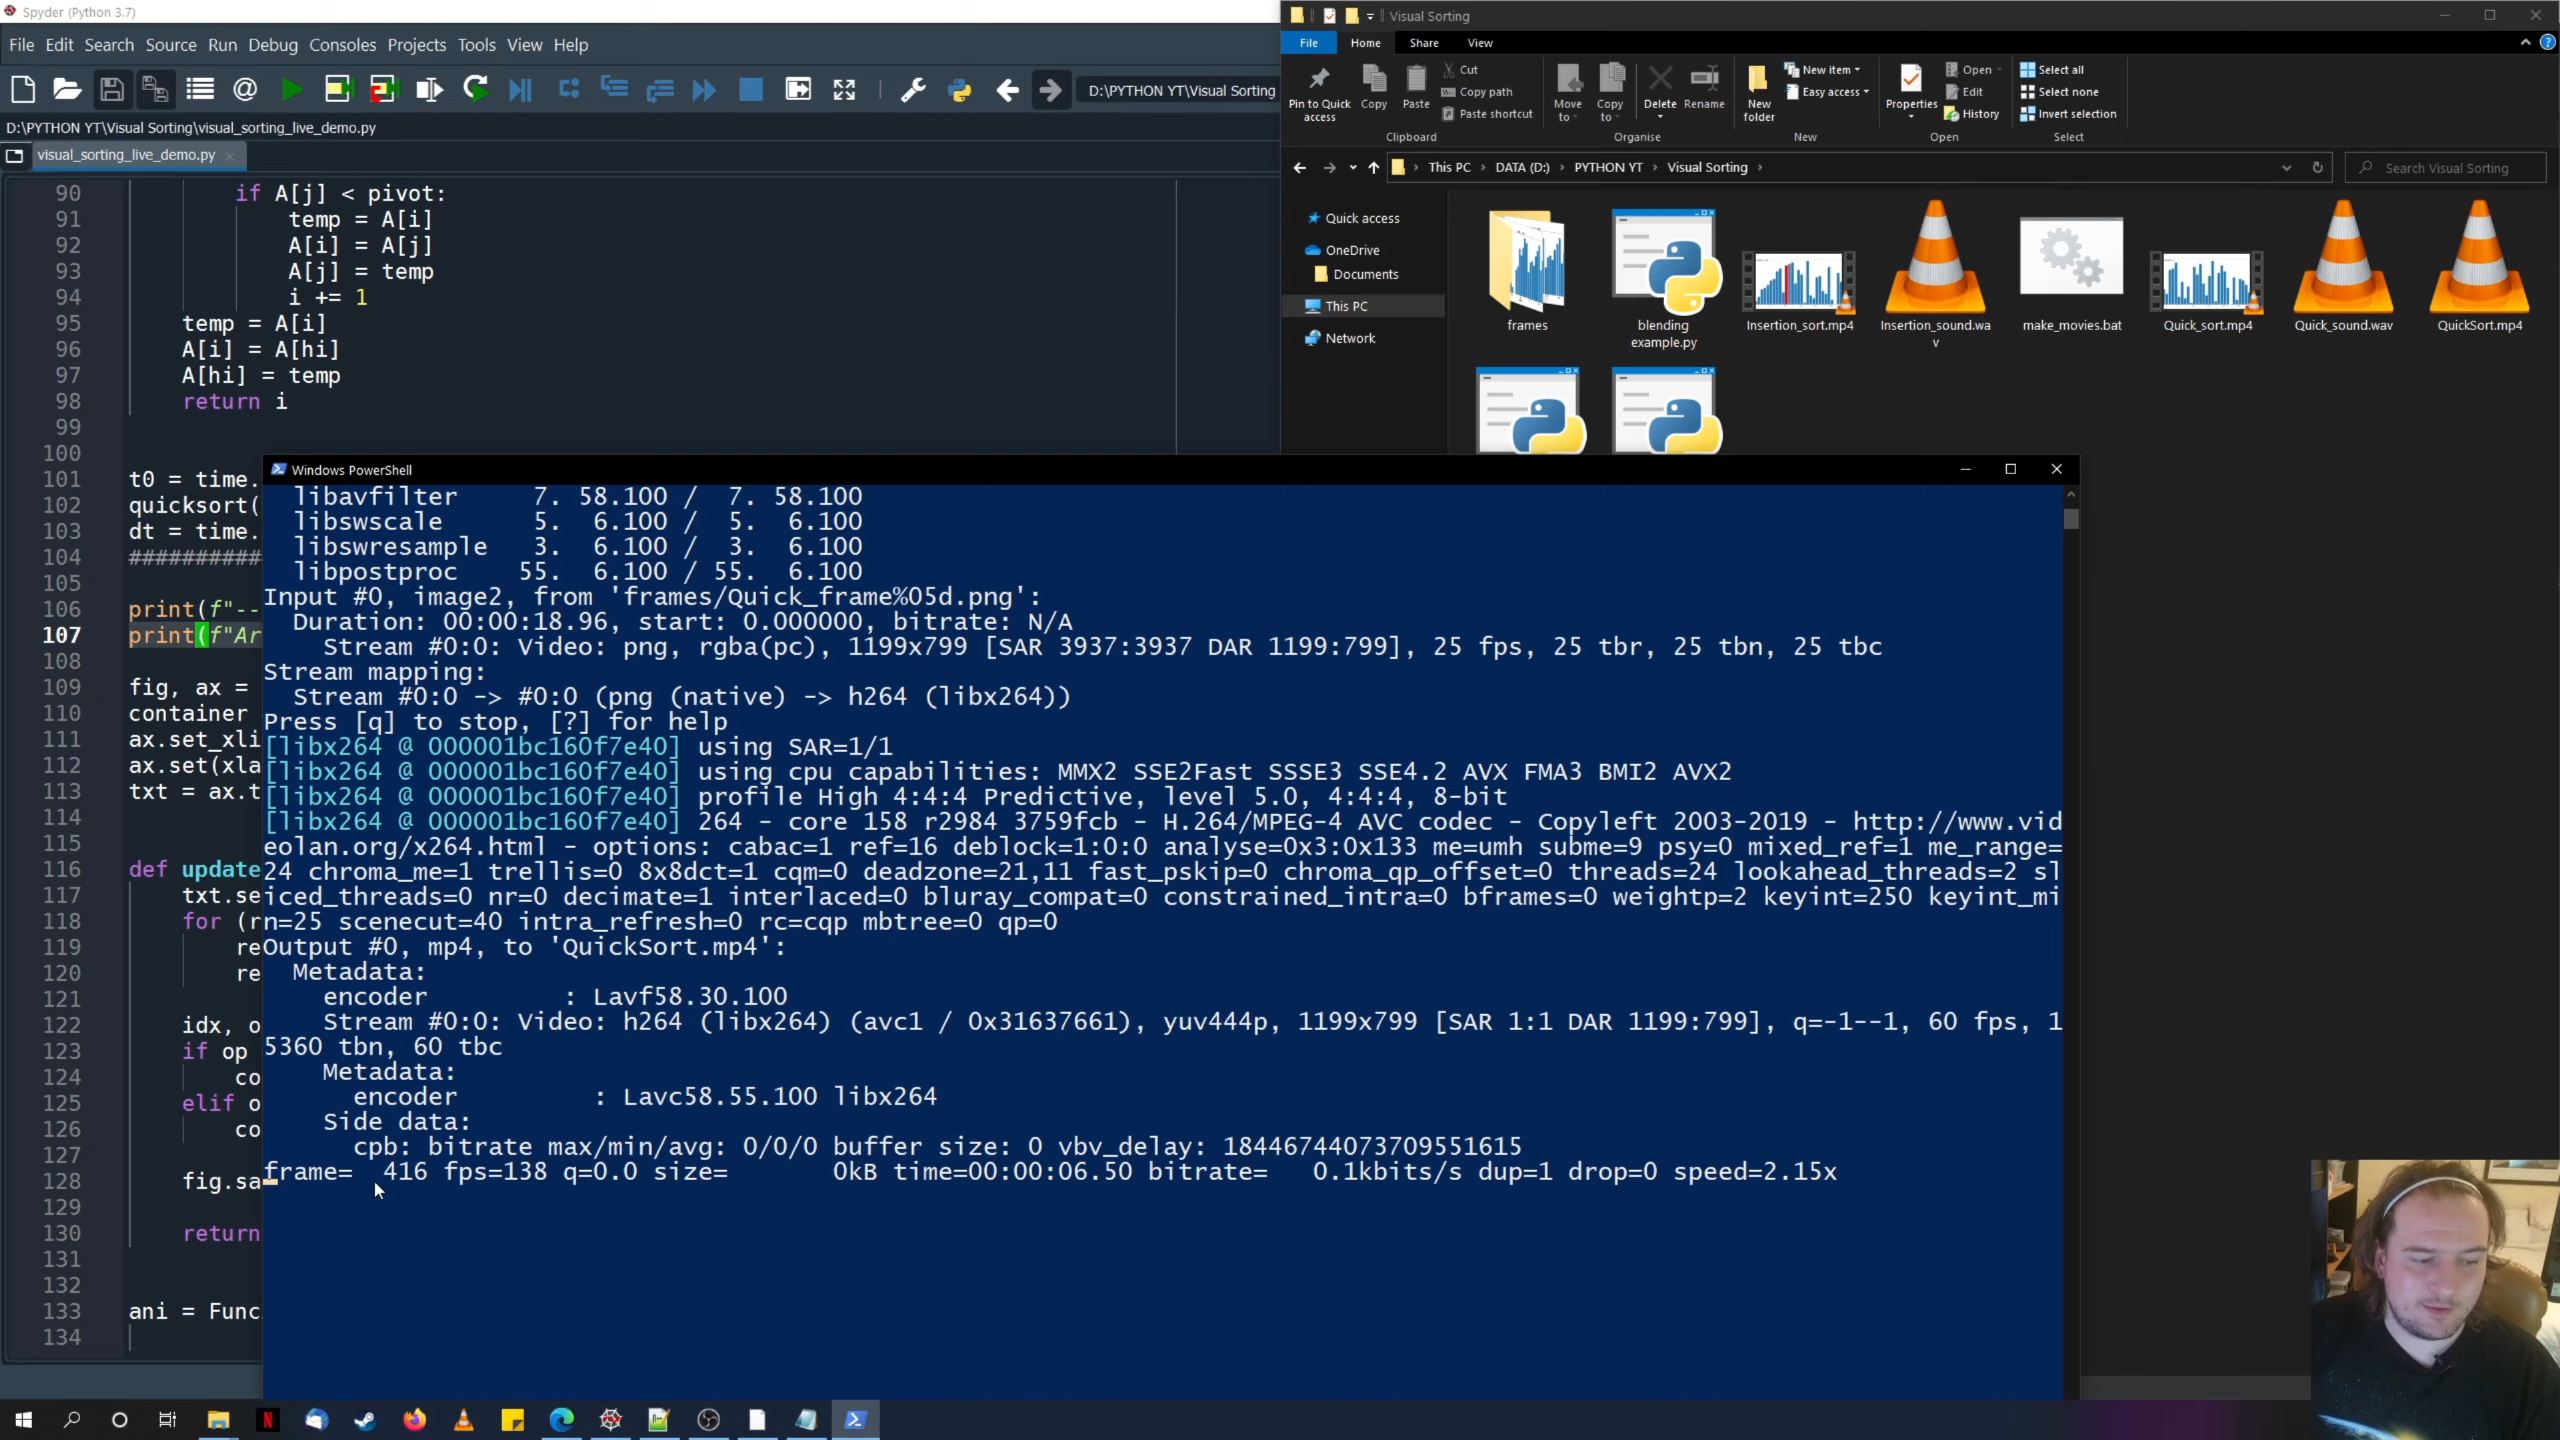 Spyder (Python 3.7)
File Edit Search Source Run Debug Consoles Projects Tools View Help
D:\PYTHON YT\Visual Sorting
D:\PYTHON YT\Visual Sorting\visual_sorting_live_demo.py
visual_sorting_live_demo.py
90 if A[j] < pivot:
91 temp = A[i]
92 A[i] = A[j]
93 A[j] = temp
94 i += 1
95 temp = A[i]
96 A[i] = A[hi]
97 A[hi] = temp
98 return i
99
100
101 t0 = time.
102 quicksort(
103 dt = time.
104 ##########
105
106 print(f"--
107 print(f"Ar
108
109 fig, ax =
110 container
111 ax.set_xli
112 ax.set(xla
113 txt = ax.t
114
115
116 def update
117 txt.se
118 for (r
119 re
120 re
121
122 idx, o
123 if op
124 co
125 elif o
126 co
127
128 fig.sa
129
130 return
131
132
133 ani = Func
134
Visual Sorting
File Home Share View
Pin to Quick access
Copy
Paste
Cut
Copy path
Paste shortcut
Clipboard
Move to
Copy to
Delete
Rename
Organise
New folder
New item
Easy access
New
Properties
Open
Edit
History
Open
Select all
Select none
Invert selection
Select
This PC > DATA (D:) > PYTHON YT > Visual Sorting >
Search Visual Sorting
Quick access
OneDrive
Documents
This PC
Network
frames
blending example.py
Insertion_sort.mp4
Insertion_sound.wav
make_movies.bat
Quick_sort.mp4
Quick_sound.wav
QuickSort.mp4
Windows PowerShell
libavfilter 7. 58.100 / 7. 58.100
libswscale 5. 6.100 / 5. 6.100
libswresample 3. 6.100 / 3. 6.100
libpostproc 55. 6.100 / 55. 6.100
Input #0, image2, from 'frames/Quick_frame%05d.png':
Duration: 00:00:18.96, start: 0.000000, bitrate: N/A
Stream #0:0: Video: png, rgba(pc), 1199x799 [SAR 3937:3937 DAR 1199:799], 25 fps, 25 tbr, 25 tbn, 25 tbc
Stream mapping:
Stream #0:0 -> #0:0 (png (native) -> h264 (libx264))
Press [q] to stop, [?] for help
[libx264 @ 000001bc160f7e40] using SAR=1/1
[libx264 @ 000001bc160f7e40] using cpu capabilities: MMX2 SSE2Fast SSSE3 SSE4.2 AVX FMA3 BMI2 AVX2
[libx264 @ 000001bc160f7e40] profile High 4:4:4 Predictive, level 5.0, 4:4:4, 8-bit
[libx264 @ 000001bc160f7e40] 264 - core 158 r2984 3759fcb - H.264/MPEG-4 AVC codec - Copyleft 2003-2019 - http://www.vid
eolan.org/x264.html - options: cabac=1 ref=16 deblock=1:0:0 analyse=0x3:0x133 me=umh subme=9 psy=0 mixed_ref=1 me_range=
24 chroma_me=1 trellis=0 8x8dct=1 cqm=0 deadzone=21,11 fast_pskip=0 chroma_qp_offset=0 threads=24 lookahead_threads=2 sl
iced_threads=0 nr=0 decimate=1 interlaced=0 bluray_compat=0 constrained_intra=0 bframes=0 weightp=2 keyint=250 keyint_mi
n=25 scenecut=40 intra_refresh=0 rc=cqp mbtree=0 qp=0
Output #0, mp4, to 'QuickSort.mp4':
Metadata:
encoder : Lavf58.30.100
Stream #0:0: Video: h264 (libx264) (avc1 / 0x31637661), yuv444p, 1199x799 [SAR 1:1 DAR 1199:799], q=-1--1, 60 fps, 1
5360 tbn, 60 tbc
Metadata:
encoder : Lavc58.55.100 libx264
Side data:
cpb: bitrate max/min/avg: 0/0/0 buffer size: 0 vbv_delay: 18446744073709551615
frame= 416 fps=138 q=0.0 size= 0kB time=00:00:06.50 bitrate= 0.1kbits/s dup=1 drop=0 speed=2.15x